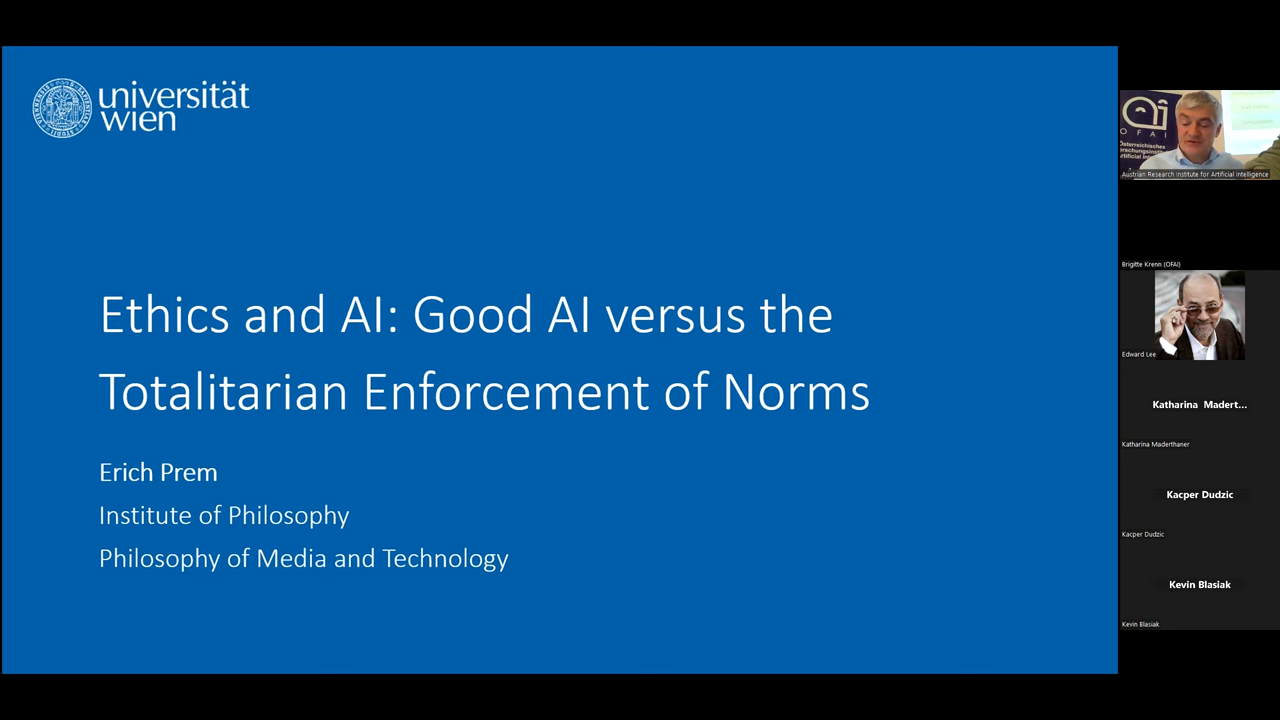 universität
wien
Ethics and AI: Good AI versus the
Totalitarian Enforcement of Norms
Erich Prem
Institute of Philosophy
Philosophy of Media and Technology
OFAI
Österreichisches
Austrian Research Institute for Artificial Intelligence
Brigitte Krenn (OFAI)
Edward Lee
Katharina Madert...
Katharina Maderthaner
Kacper Dudzic
Kacper Dudzic
Kevin Blasiak
Kevin Blasiak